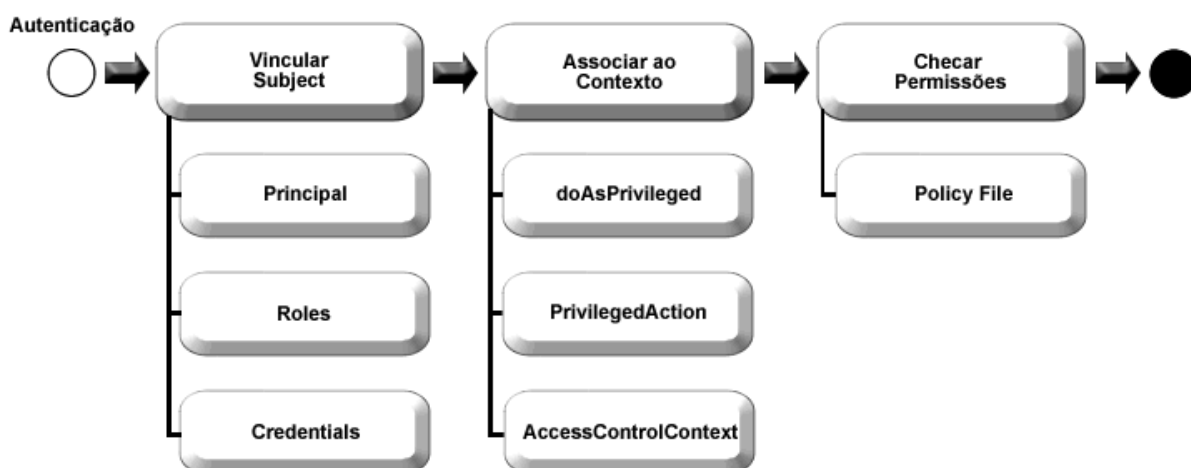 Autenticação
Vincular
Subject
Associar ao
Contexto
Checar
Permissões
Principal
doAsPrivileged
Policy File
Roles
PrivilegedAction
Credentials
AccessControlContext